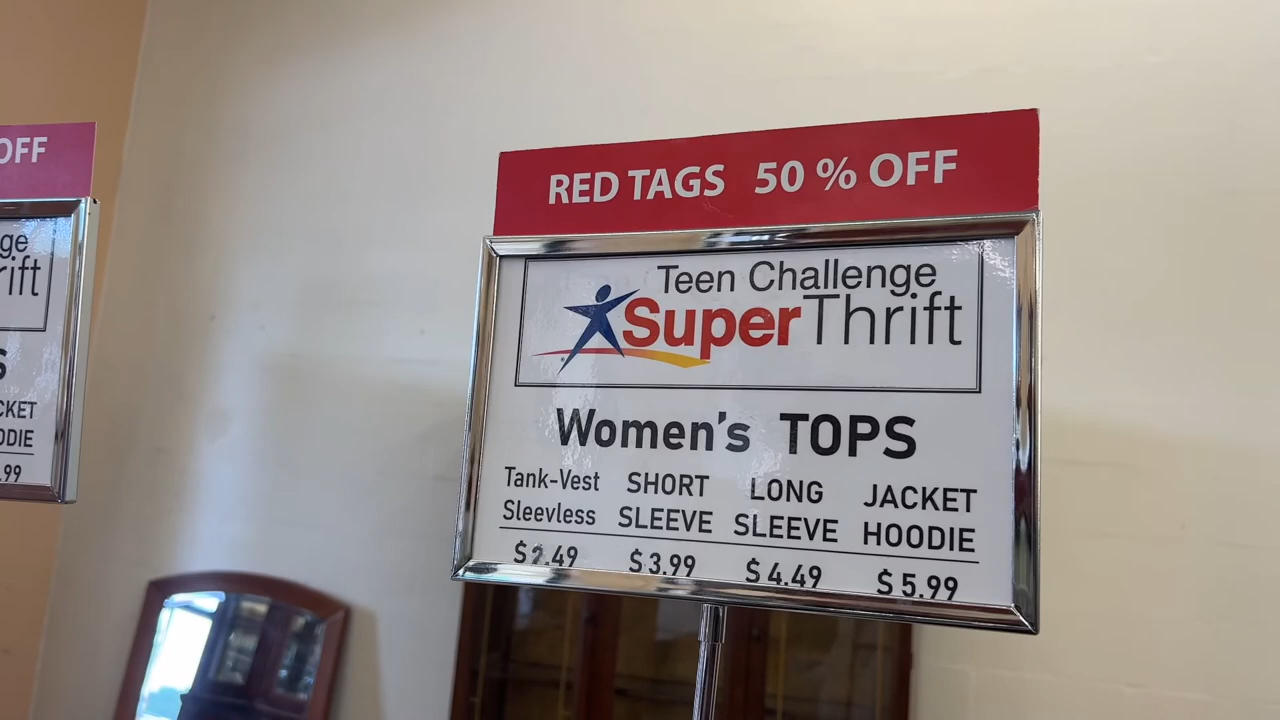 OFF
ge
rift
S
CKET
ODIE
.99
RED TAGS 50 % OFF
Teen Challenge
SuperThrift
Women's TOPS
Tank-Vest SHORT LONG JACKET
Sleevless SLEEVE SLEEVE HOODIE
$2.49 $3.99 $4.49 $5.99